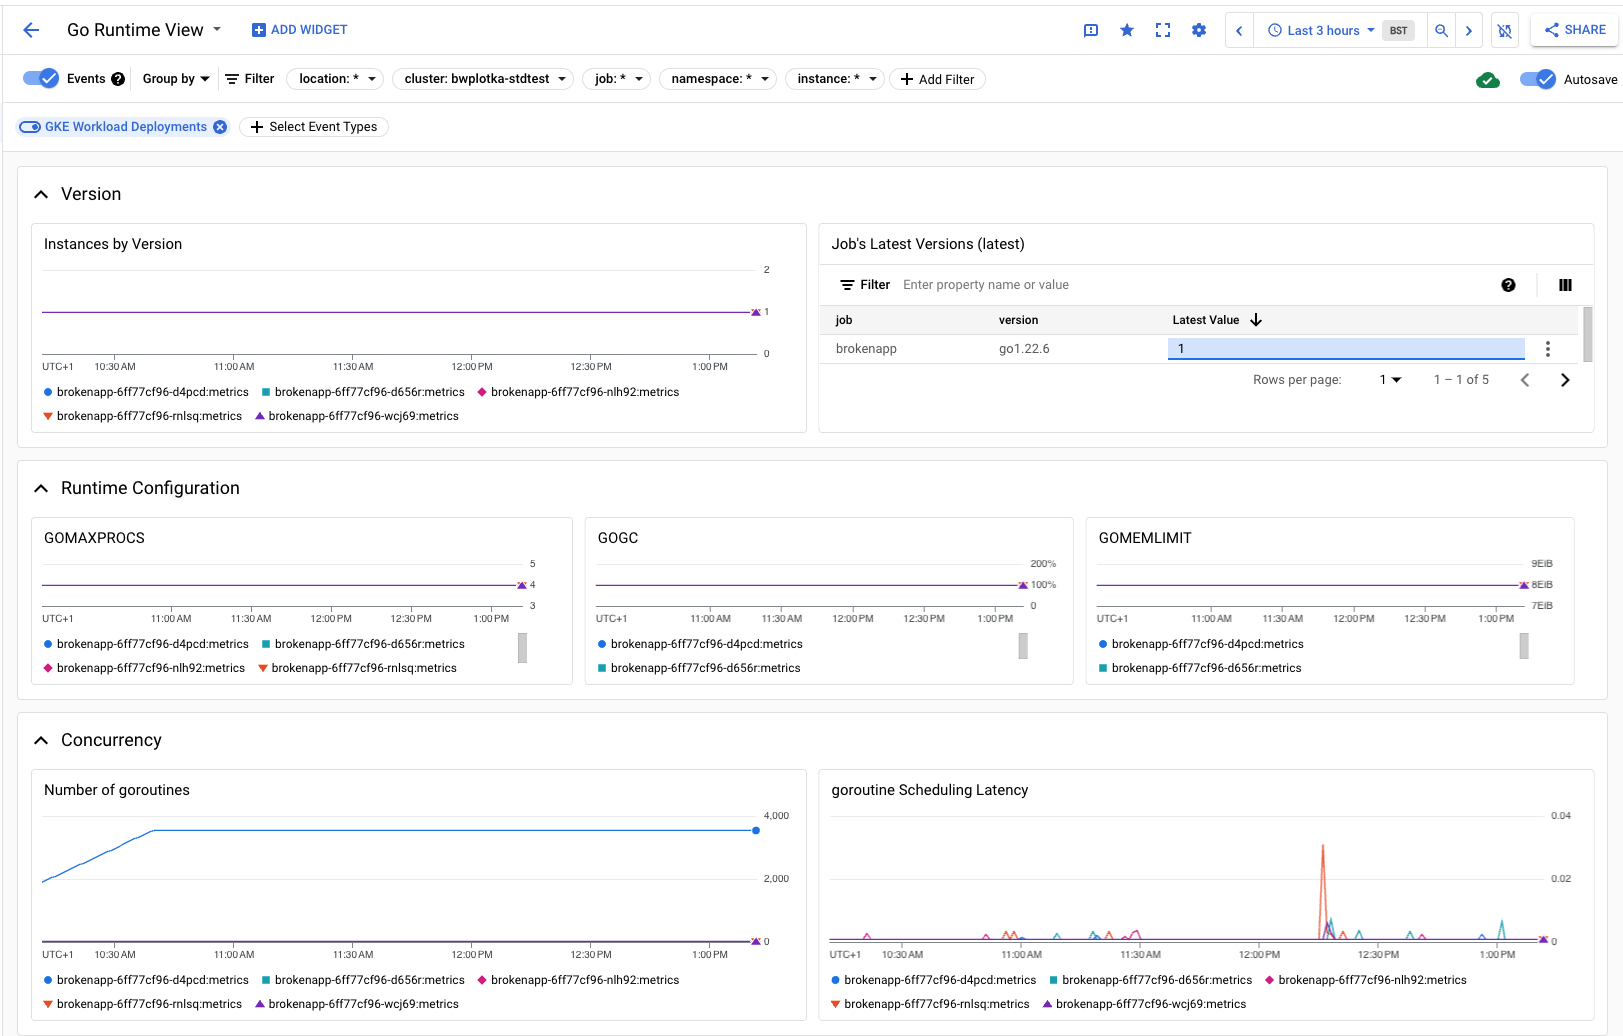 Go Runtime View
ADD WIDGET
Last 3 hours BST
SHARE
Events Group by Filter location: * cluster: bwplotka-stdtest job: * namespace: * instance: * Add Filter
Autosave
GKE Workload Deployments Select Event Types
Version
Instances by Version
2
1
0
UTC+1 10:30 AM 11:00 AM 11:30 AM 12:00 PM 12:30 PM 1:00 PM
brokenapp-6ff77cf96-d4pcd:metrics brokenapp-6ff77cf96-d656r:metrics brokenapp-6ff77cf96-nlh92:metrics
brokenapp-6ff77cf96-rnlsq:metrics brokenapp-6ff77cf96-wcj69:metrics
Job's Latest Versions (latest)
Filter Enter property name or value
job version Latest Value
brokenapp go1.22.6 1
Rows per page: 1 1 – 1 of 5
Runtime Configuration
GOMAXPROCS
5
4
3
UTC+1 11:00 AM 11:30 AM 12:00 PM 12:30 PM 1:00 PM
brokenapp-6ff77cf96-d4pcd:metrics brokenapp-6ff77cf96-d656r:metrics
brokenapp-6ff77cf96-nlh92:metrics brokenapp-6ff77cf96-rnlsq:metrics
GOGC
200%
100%
0
UTC+1 11:00 AM 11:30 AM 12:00 PM 12:30 PM 1:00 PM
brokenapp-6ff77cf96-d4pcd:metrics
brokenapp-6ff77cf96-d656r:metrics
GOMEMLIMIT
9EiB
8EiB
7EiB
UTC+1 11:00 AM 11:30 AM 12:00 PM 12:30 PM 1:00 PM
brokenapp-6ff77cf96-d4pcd:metrics
brokenapp-6ff77cf96-d656r:metrics
Concurrency
Number of goroutines
4,000
2,000
0
UTC+1 10:30 AM 11:00 AM 11:30 AM 12:00 PM 12:30 PM 1:00 PM
brokenapp-6ff77cf96-d4pcd:metrics brokenapp-6ff77cf96-d656r:metrics brokenapp-6ff77cf96-nlh92:metrics
brokenapp-6ff77cf96-rnlsq:metrics brokenapp-6ff77cf96-wcj69:metrics
goroutine Scheduling Latency
0.04
0.02
0
UTC+1 10:30 AM 11:00 AM 11:30 AM 12:00 PM 12:30 PM 1:00 PM
brokenapp-6ff77cf96-d4pcd:metrics brokenapp-6ff77cf96-d656r:metrics brokenapp-6ff77cf96-nlh92:metrics
brokenapp-6ff77cf96-rnlsq:metrics brokenapp-6ff77cf96-wcj69:metrics